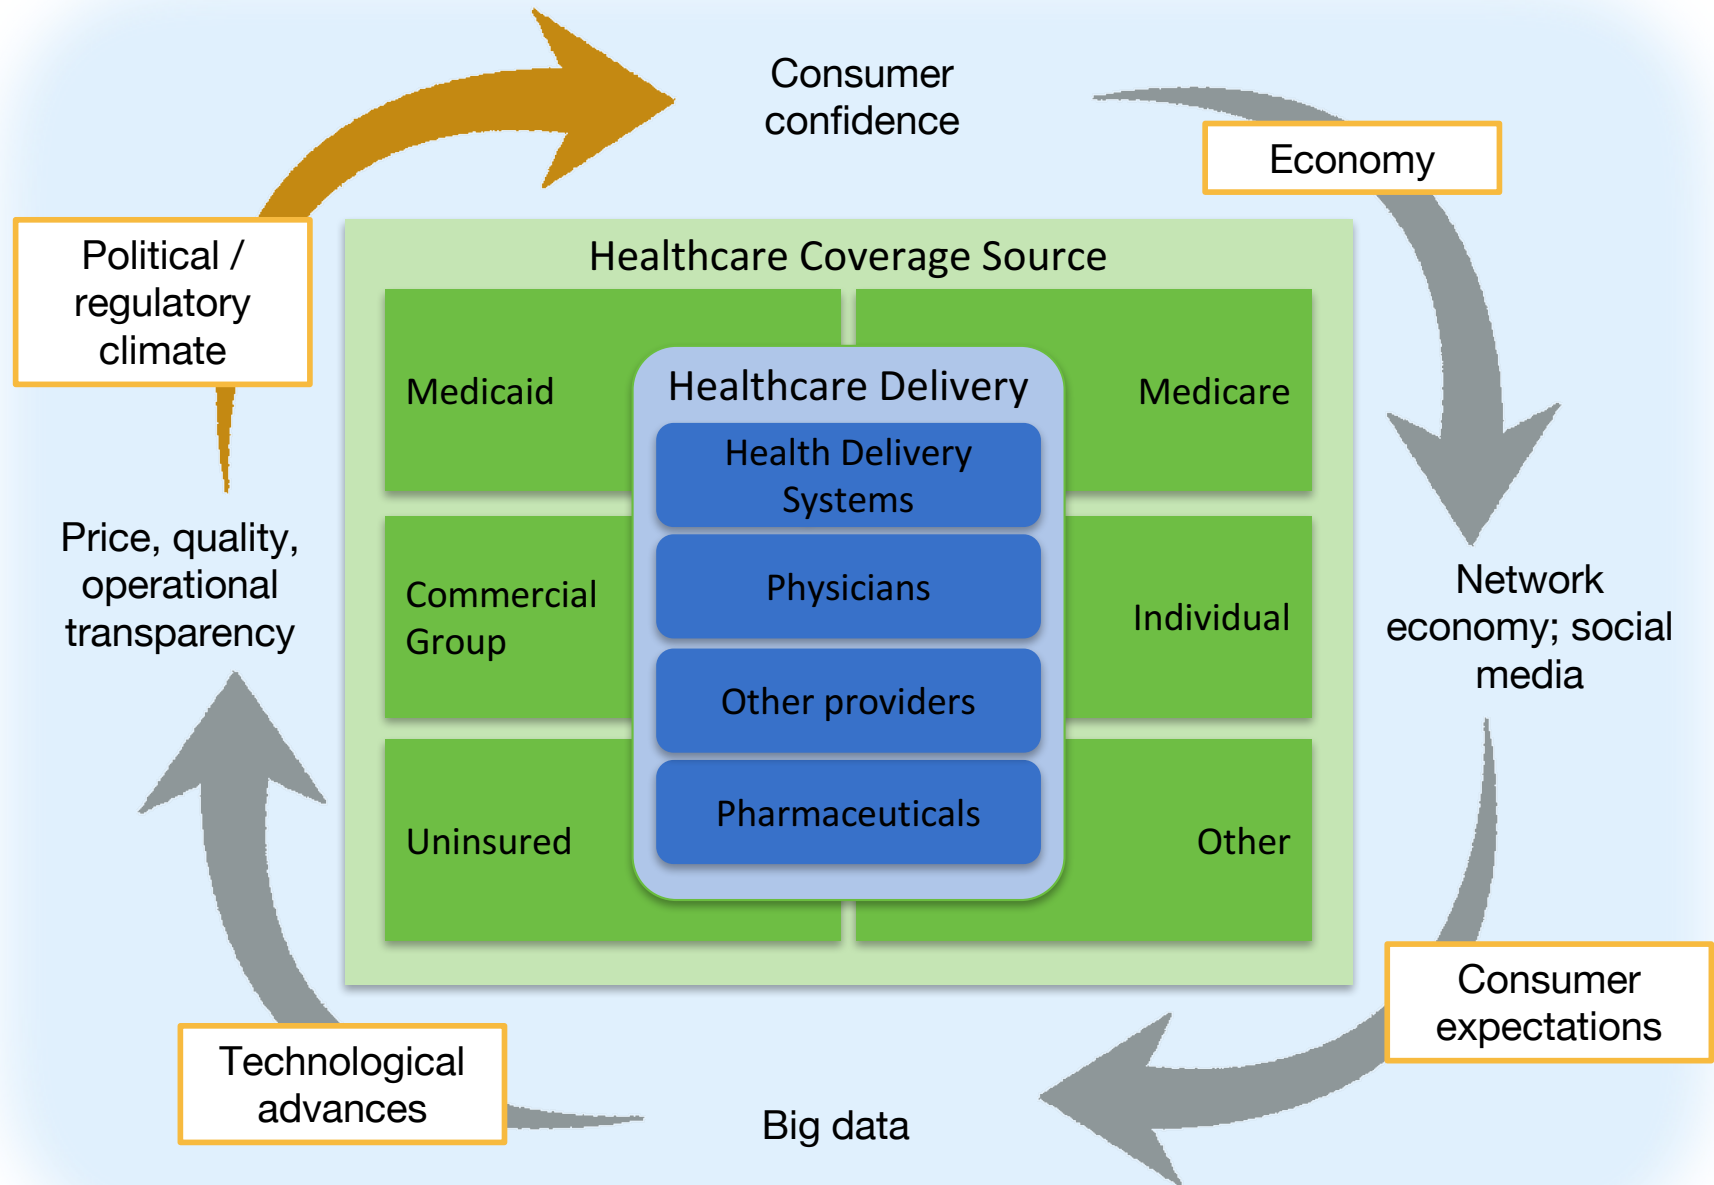 Consumer
confidence
Economy
Political /
regulatory
climate
Healthcare Coverage Source
Medicaid
Healthcare Delivery
Medicare
Health Delivery
Systems
Price, quality,
operational
transparency
Commercial
Group
Physicians
Individual
Network
economy; social
media
Other providers
Uninsured
Pharmaceuticals
Other
Consumer
expectations
Technological
advances
Big data